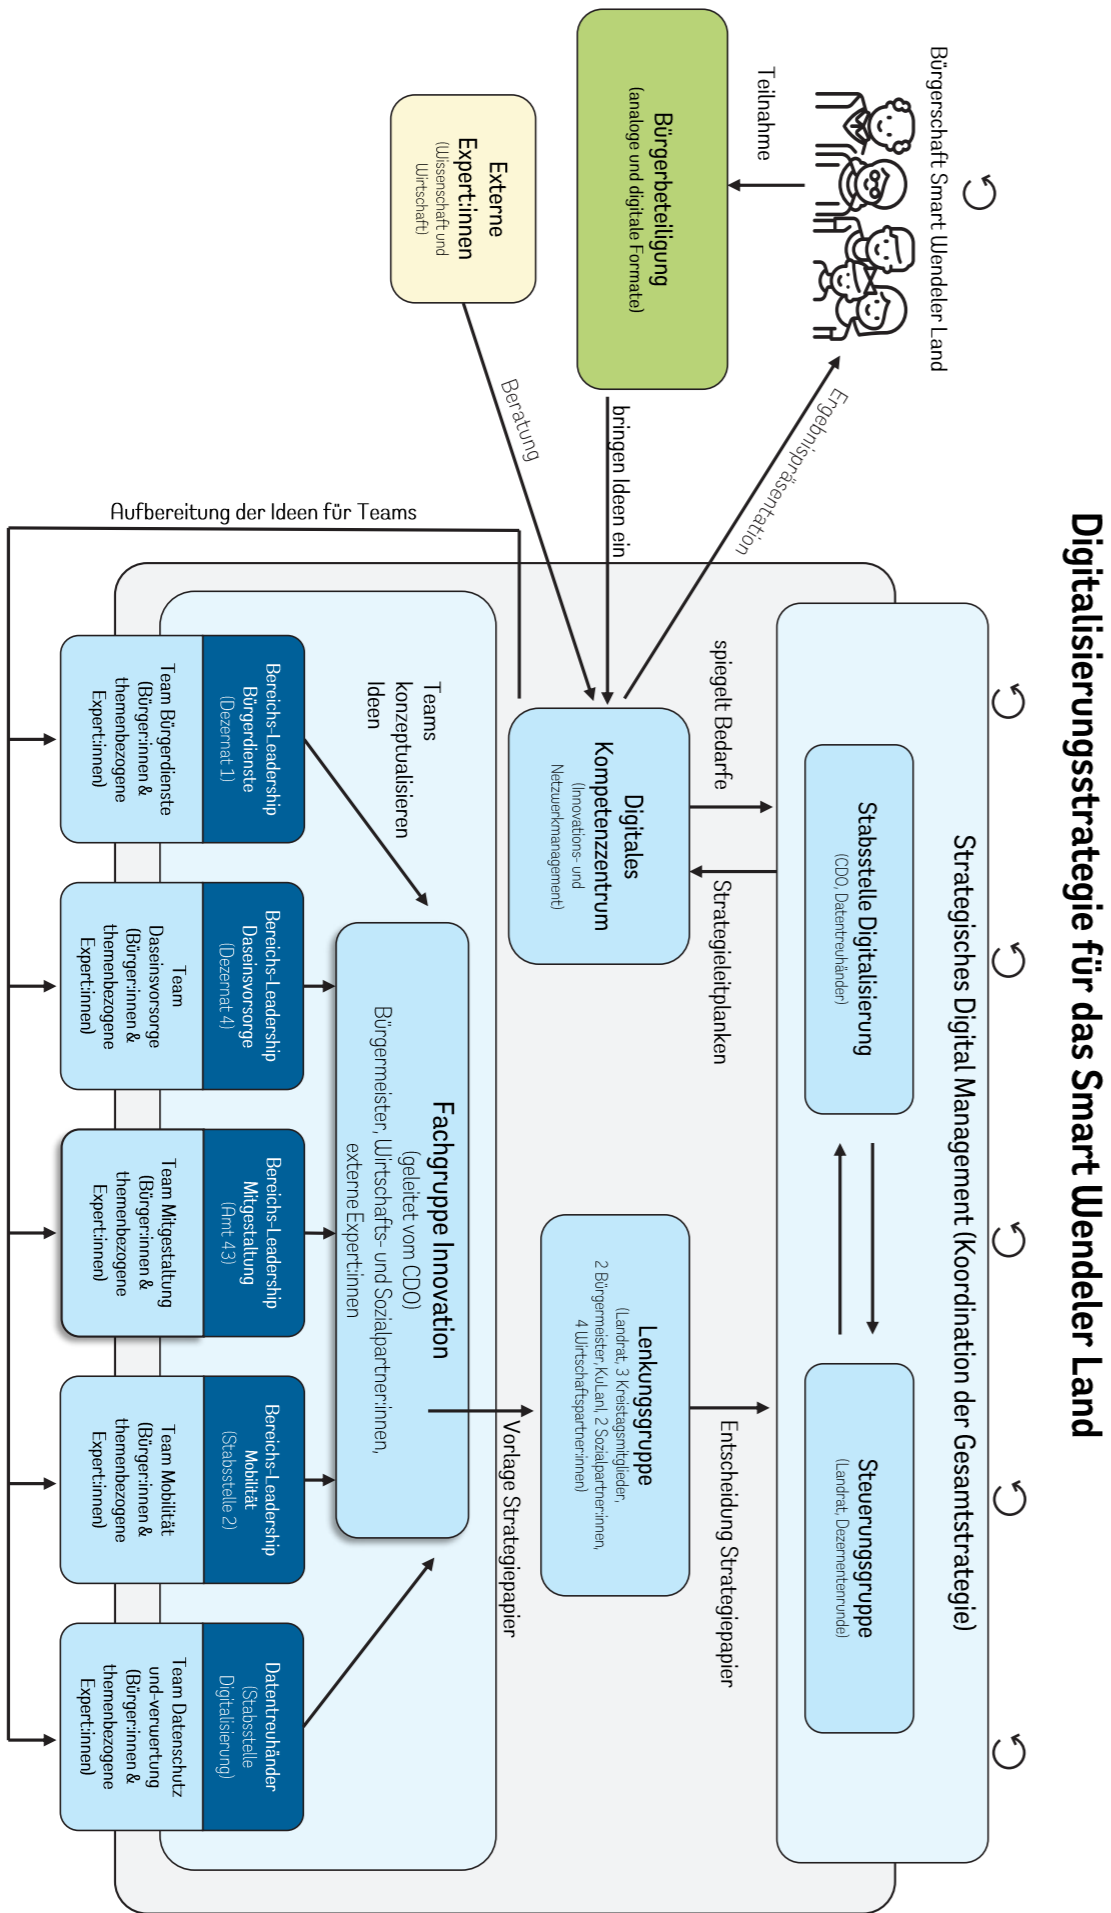 Digitalisierungsstrategie für das Smart Wendeler Land
Bürgerschaft Smart Wendeler Land
Teilnahme
Bürgerbeteiligung
(analoge und digitale Formate)
Externe
Expert:innen
(Wissenschaft und
Wirtschaft)
Ergebnispräsentation
bringen Ideen ein
Beratung
Aufbereitung der Ideen für Teams
Strategisches Digital Management (Koordination der Gesamtstrategie)
Stabsstelle Digitalisierung
(CDO, Datentreuhänder)
Steuerungsgruppe
(Landrat, Dezernentenrunde)
spiegelt Bedarfe
Strategieleitplanken
Entscheidung Strategiepapier
Digitales
Kompetenzzentrum
(Innovations- und
Netzwerkmanagement)
Lenkungsgruppe
(Landrat, 3 Kreistagsmitglieder,
2 Bürgermeister, KuLanI, 2 Sozialpartner:innen,
4 Wirtschaftspartner:innen)
Vorlage Strategiepapier
Teams
konzeptualisieren
Ideen
Fachgruppe Innovation
(geleitet vom CDO)
Bürgermeister, Wirtschafts- und Sozialpartner:innen,
externe Expert:innen
Bereichs-Leadership
Bürgerdienste
(Dezernat 1)
Team Bürgerdienste
(Bürger:innen &
themenbezogene
Expert:innen)
Bereichs-Leadership
Daseinsvorsorge
(Dezernat 4)
Team
Daseinsvorsorge
(Bürger:innen &
themenbezogene
Expert:innen)
Bereichs-Leadership
Mitgestaltung
(Amt 43)
Team Mitgestaltung
(Bürger:innen &
themenbezogene
Expert:innen)
Bereichs-Leadership
Mobilität
(Stabsstelle 2)
Team Mobilität
(Bürger:innen &
themenbezogene
Expert:innen)
Datentreuhänder
(Stabsstelle
Digitalisierung)
Team Datenschutz
und-verwertung
(Bürger:innen &
themenbezogene
Expert:innen)